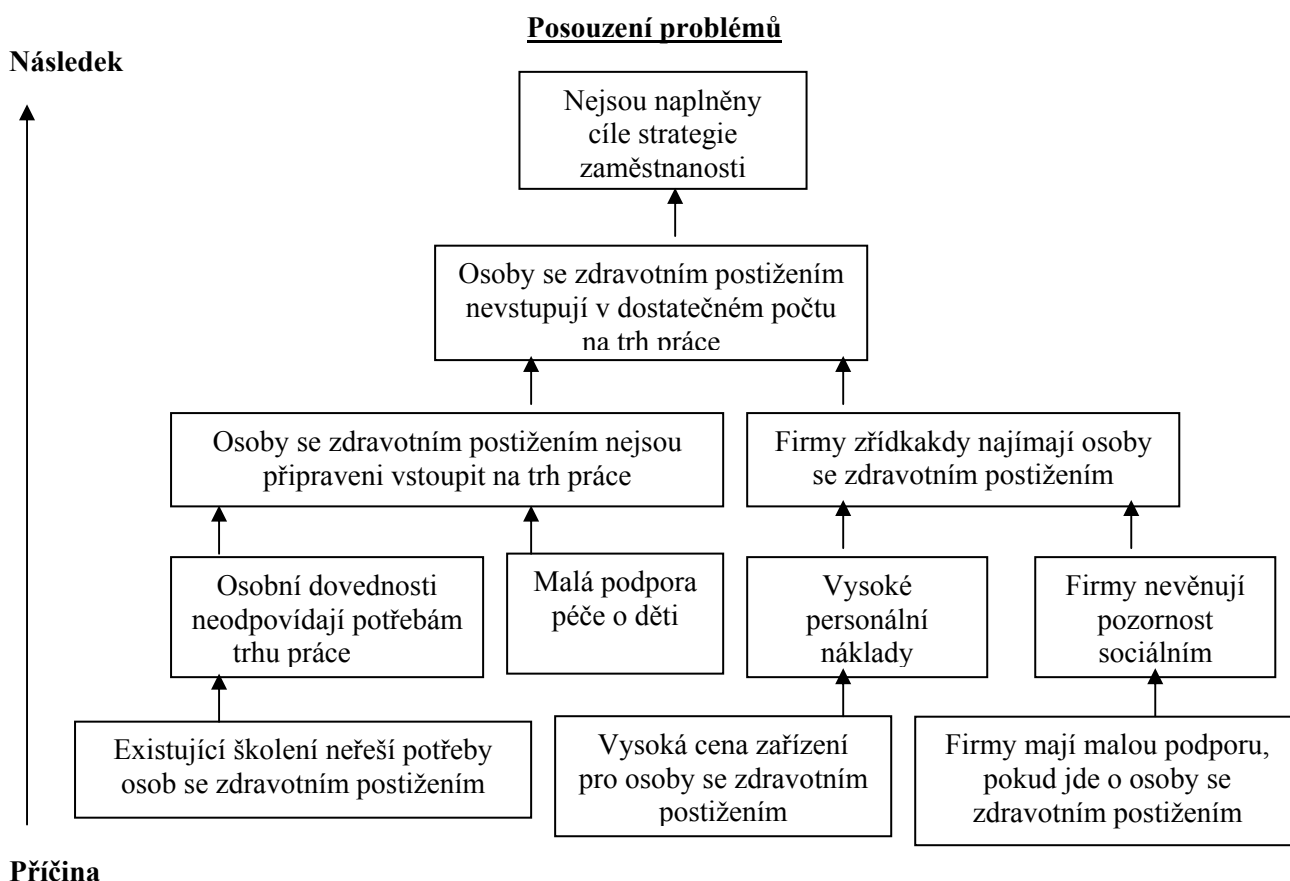 Posouzení problémů
Následek
Nejsou naplněny
cíle strategie
zaměstnanosti
Osoby se zdravotním postižením
nevstupují v dostatečném počtu
na trh práce
Osoby se zdravotním postižením nejsou
připraveni vstoupit na trh práce
Firmy zřídkakdy najímají osoby
se zdravotním postižením
Osobní dovednosti
neodpovídají potřebám
trhu práce
Malá podpora
péče o děti
Vysoké
personální
náklady
Firmy nevěnují
pozornost
sociálním
Existující školení neřeší potřeby
osob se zdravotním postižením
Vysoká cena zařízení
pro osoby se zdravotním
postižením
Firmy mají malou podporu,
pokud jde o osoby se
zdravotním postižením
Příčina